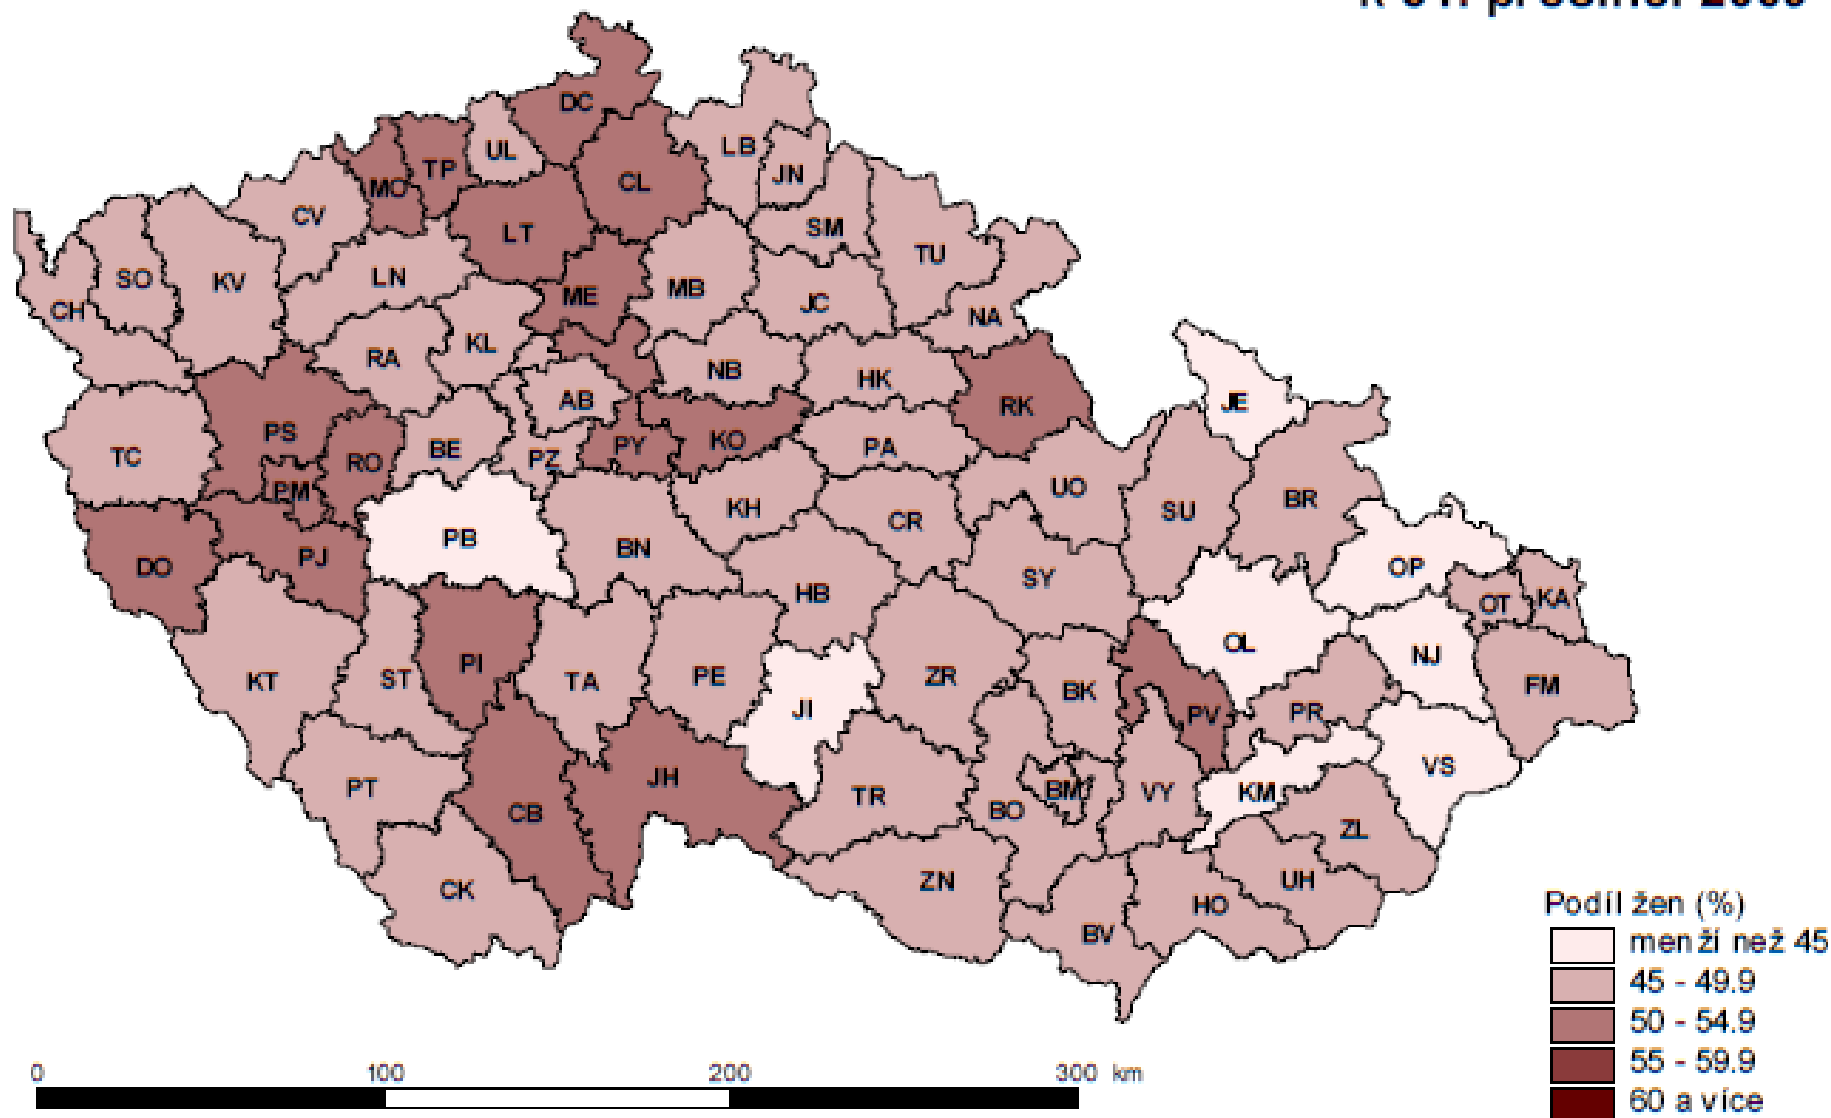 DC
UL
TP
MO
CL
LB
JN
CV
LT
SM
SO
KV
LN
ME
MB
JC
TU
CH
NA
RA
KL
NB
HK
AB
RK
JE
PS
TC
RO
BE
PZ
PY
KO
PA
PM
PB
KH
CR
UO
SU
BR
DO
PJ
BN
HB
SY
OP
OT
KA
KT
ST
PI
TA
PE
JI
ZR
BK
OL
NJ
FM
PV
PR
PT
JH
CB
TR
BO
BM
VY
KM
VS
ZL
CK
ZN
BV
HO
UH
Podíl žen (%)
menží než 45
45 - 49.9
50 - 54.9
55 - 59.9
60 a více
0 100 200 300 km